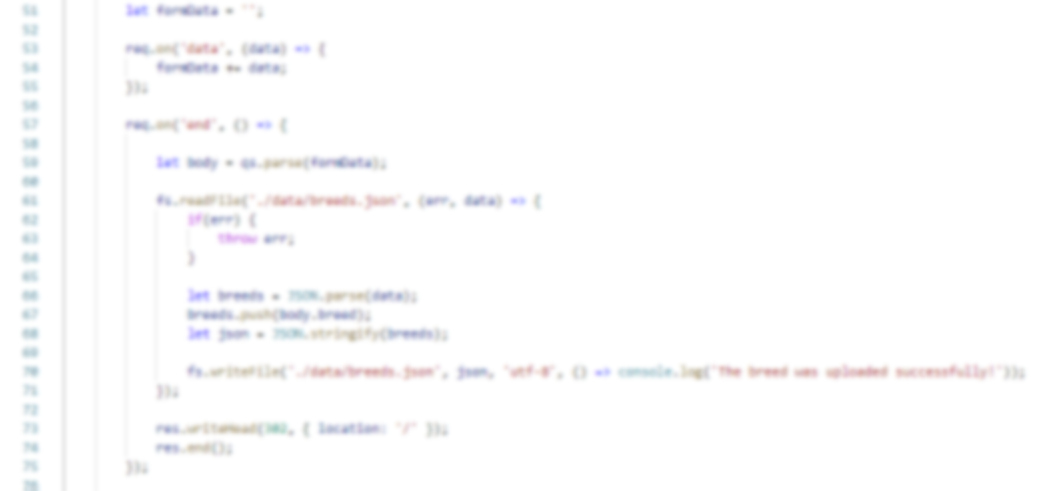 51 let formData = '';
52
53 req.on('data', (data) => {
54 formData += data;
55 });
56
57 req.on('end', () => {
58
59 let body = qs.parse(formData);
60
61 fs.readFile('./data/breeds.json', (err, data) => {
62 if(err) {
63 throw err;
64 }
65
66 let breeds = JSON.parse(data);
67 breeds.push(body.breed);
68 let json = JSON.stringify(breeds);
69
70 fs.writeFile('./data/breeds.json', json, 'utf-8', () => console.log('The breed was uploaded successfully!'));
71 });
72
73 res.writeHead(302, { location: '/' });
74 res.end();
75 });
76